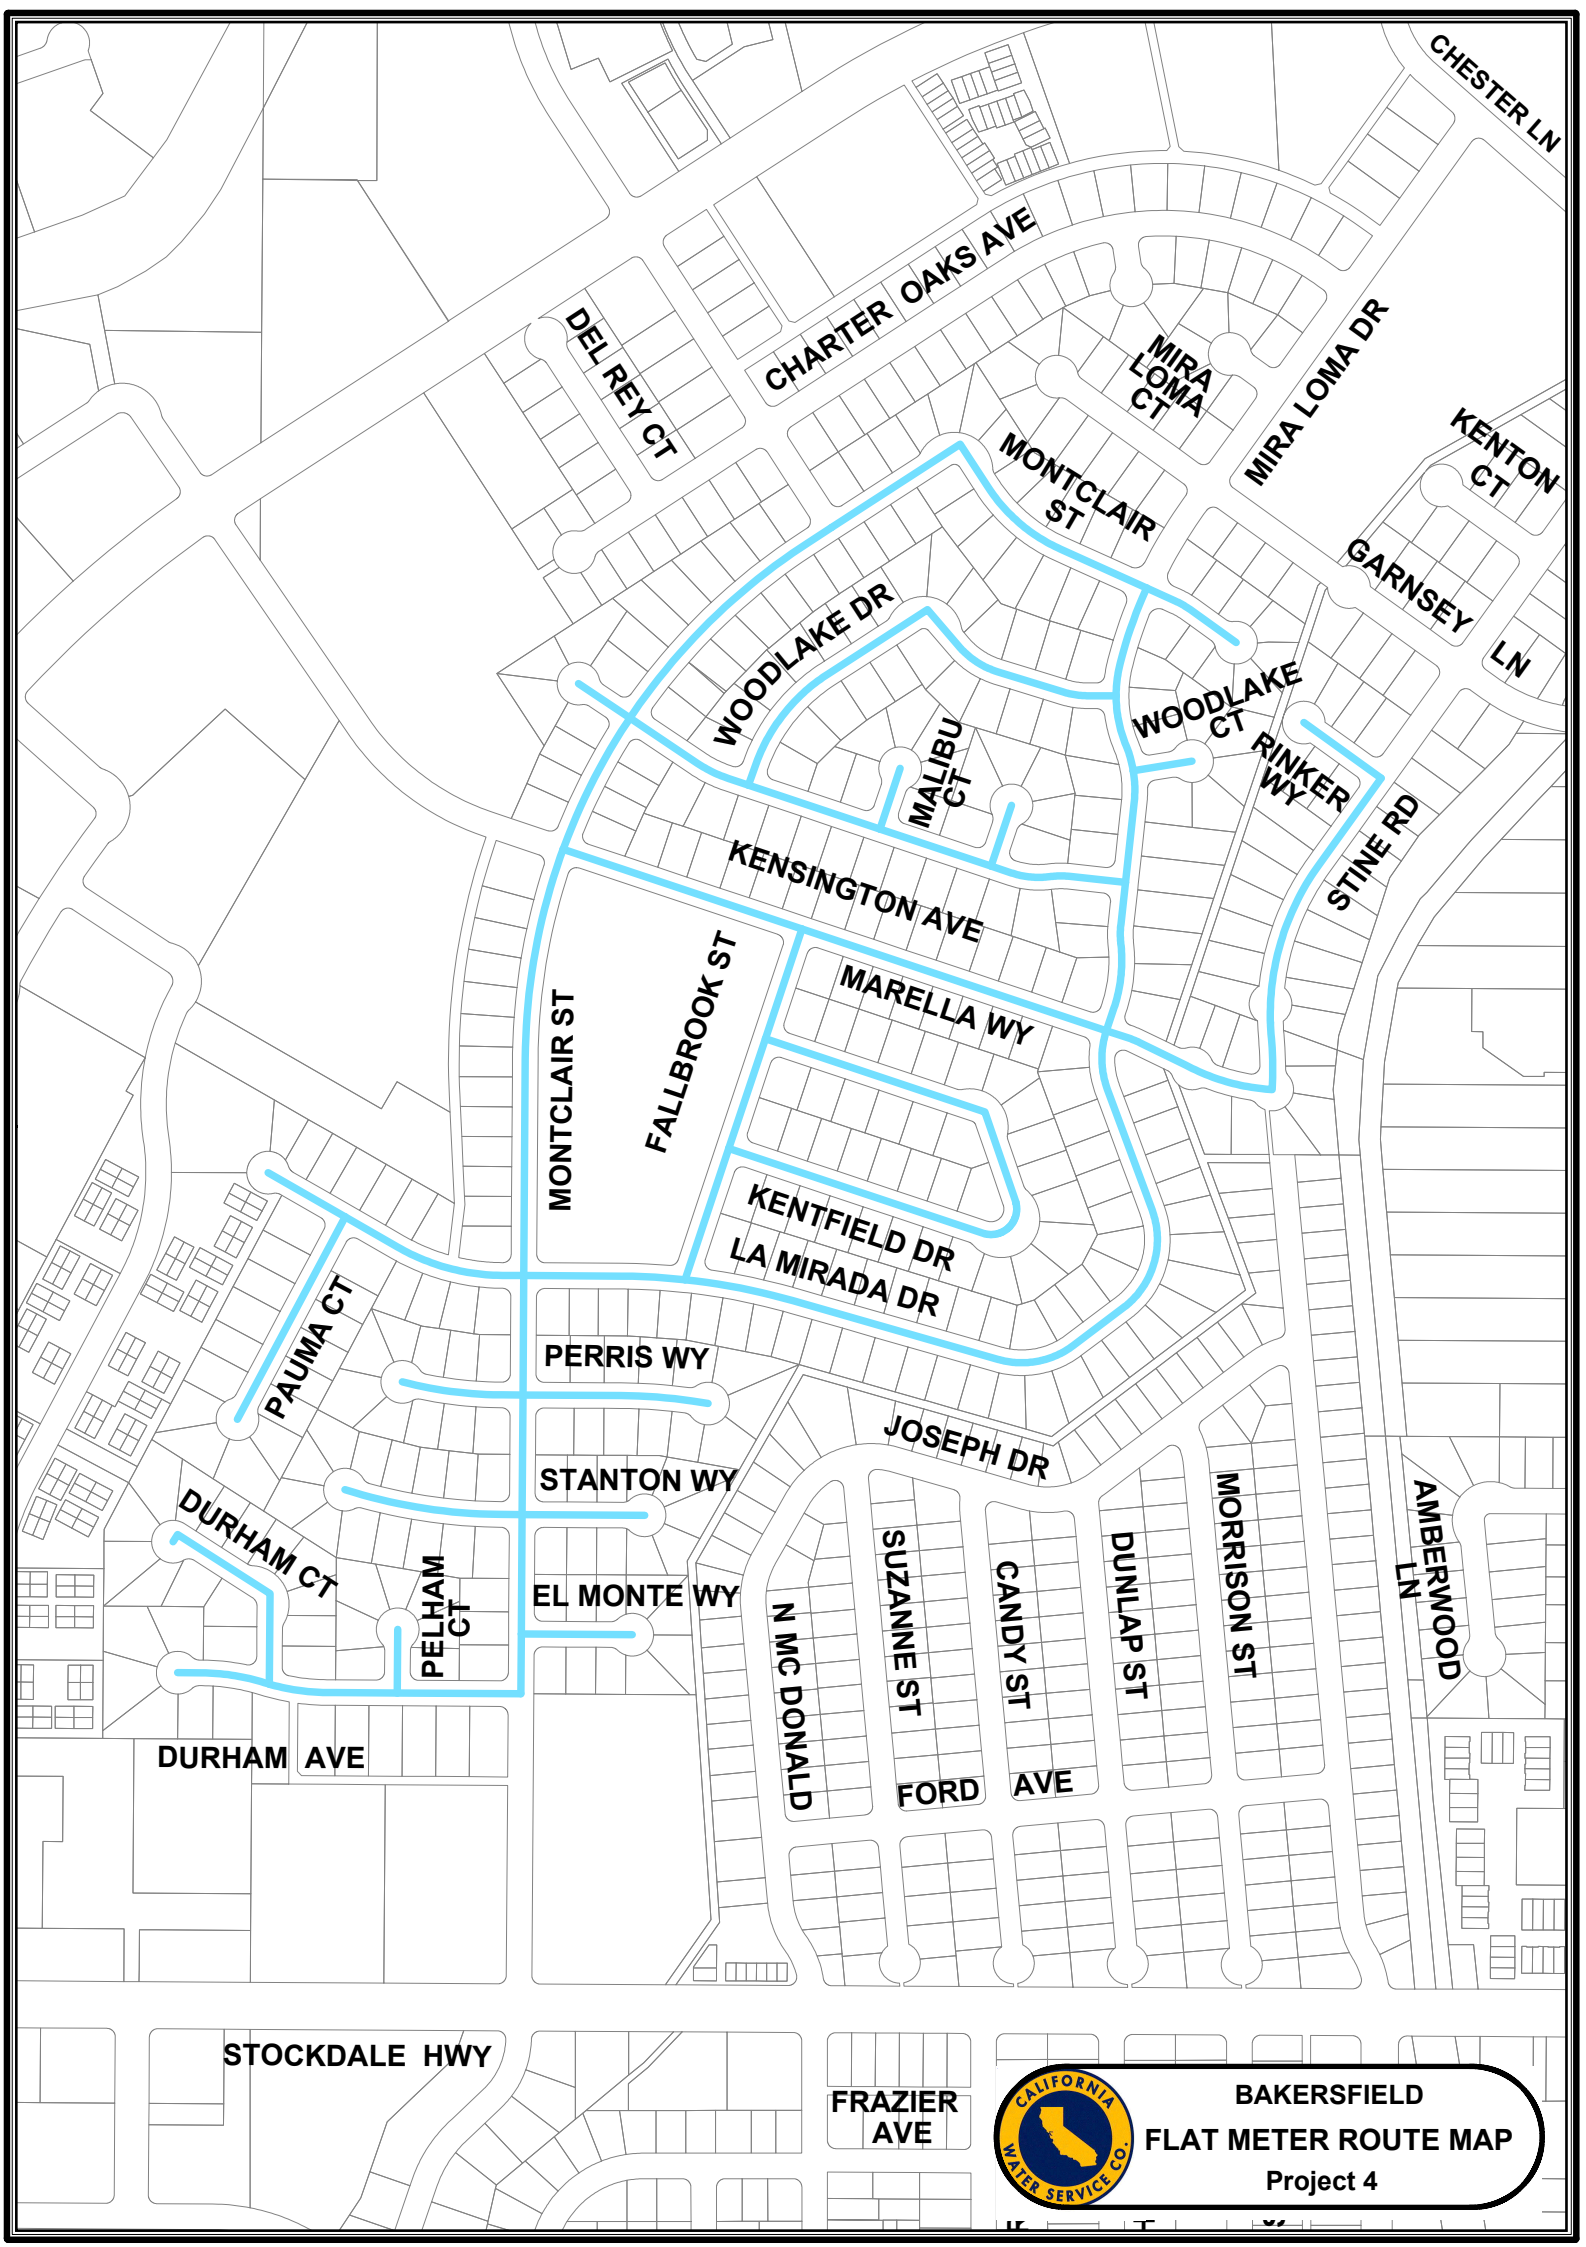 CHESTER LN
CHARTER OAKS AVE
DEL REY CT
MIRA
LOMA
CT
MIRA LOMA DR
KENTON
CT
MONTCLAIR
ST
GARNSEY
LN
WOODLAKE DR
WOODLAKE
CT
MALIBU
CT
RINKER
WY
STINE RD
KENSINGTON AVE
FALLBROOK ST
MARELLA WY
MONTCLAIR ST
KENTFIELD DR
LA MIRADA DR
PAUMA CT
PERRIS WY
JOSEPH DR
STANTON WY
DURHAM CT
PELHAM
CT
EL MONTE WY
N MC DONALD
SUZANNE ST
CANDY ST
DUNLAP ST
MORRISON ST
AMBERWOOD
LN
DURHAM AVE
FORD AVE
STOCKDALE HWY
FRAZIER
AVE
CALIFORNIA
WATER SERVICE CO.
BAKERSFIELD
FLAT METER ROUTE MAP
Project 4